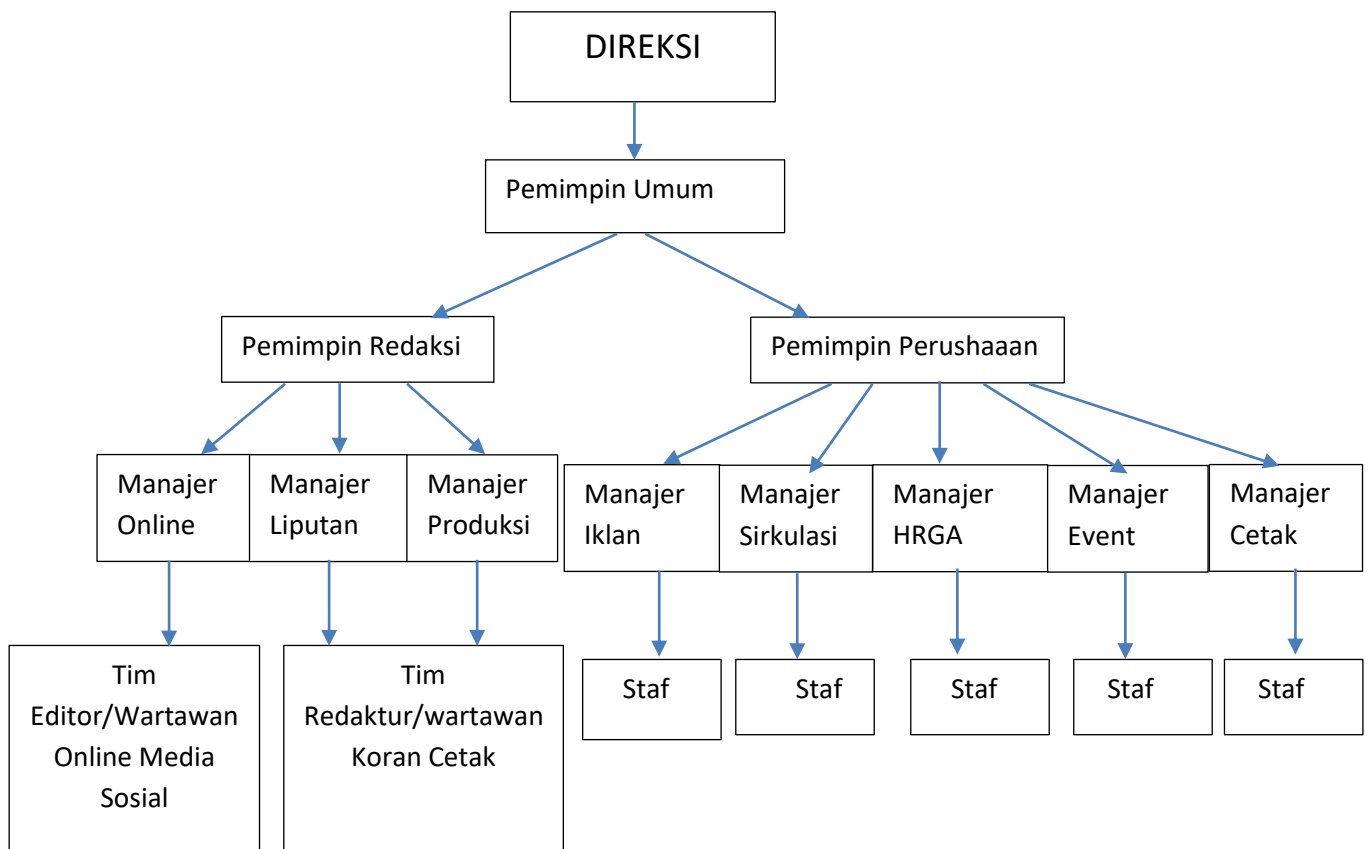 DIREKSI
Pemimpin Umum
Pemimpin Redaksi
Pemimpin Perushaaan
Manajer
Online
Manajer
Liputan
Manajer
Produksi
Manajer
Iklan
Manajer
Sirkulasi
Manajer
HRGA
Manajer
Event
Manajer
Cetak
Tim
Editor/Wartawan
Online Media
Sosial
Tim
Redaktur/wartawan
Koran Cetak
Staf
Staf
Staf
Staf
Staf